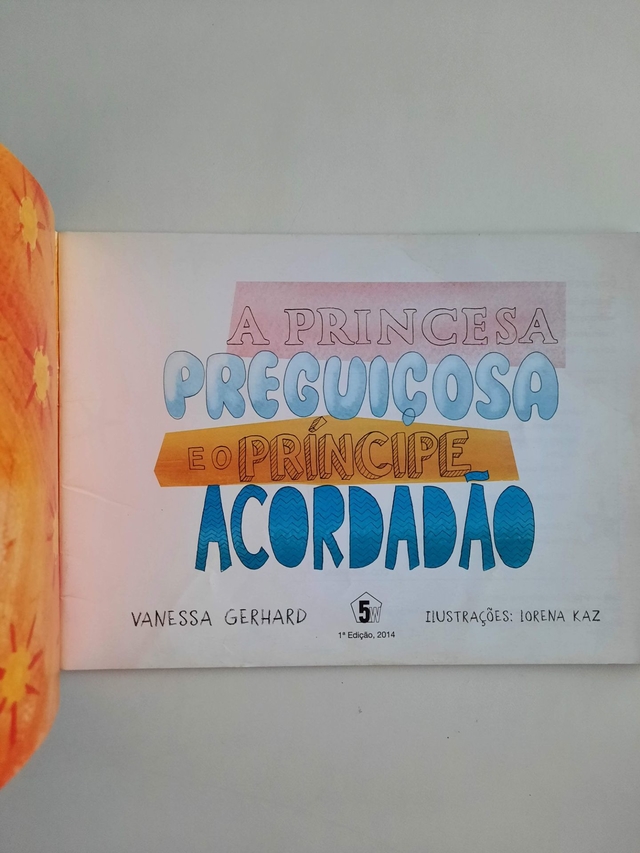 A PRINCESA
PREGUIÇOSA
E O PRÍNCIPE
ACORDADÃO
VANESSA GERHARD
5W
1ª Edição, 2014
ILUSTRAÇÕES: LORENA KAZ